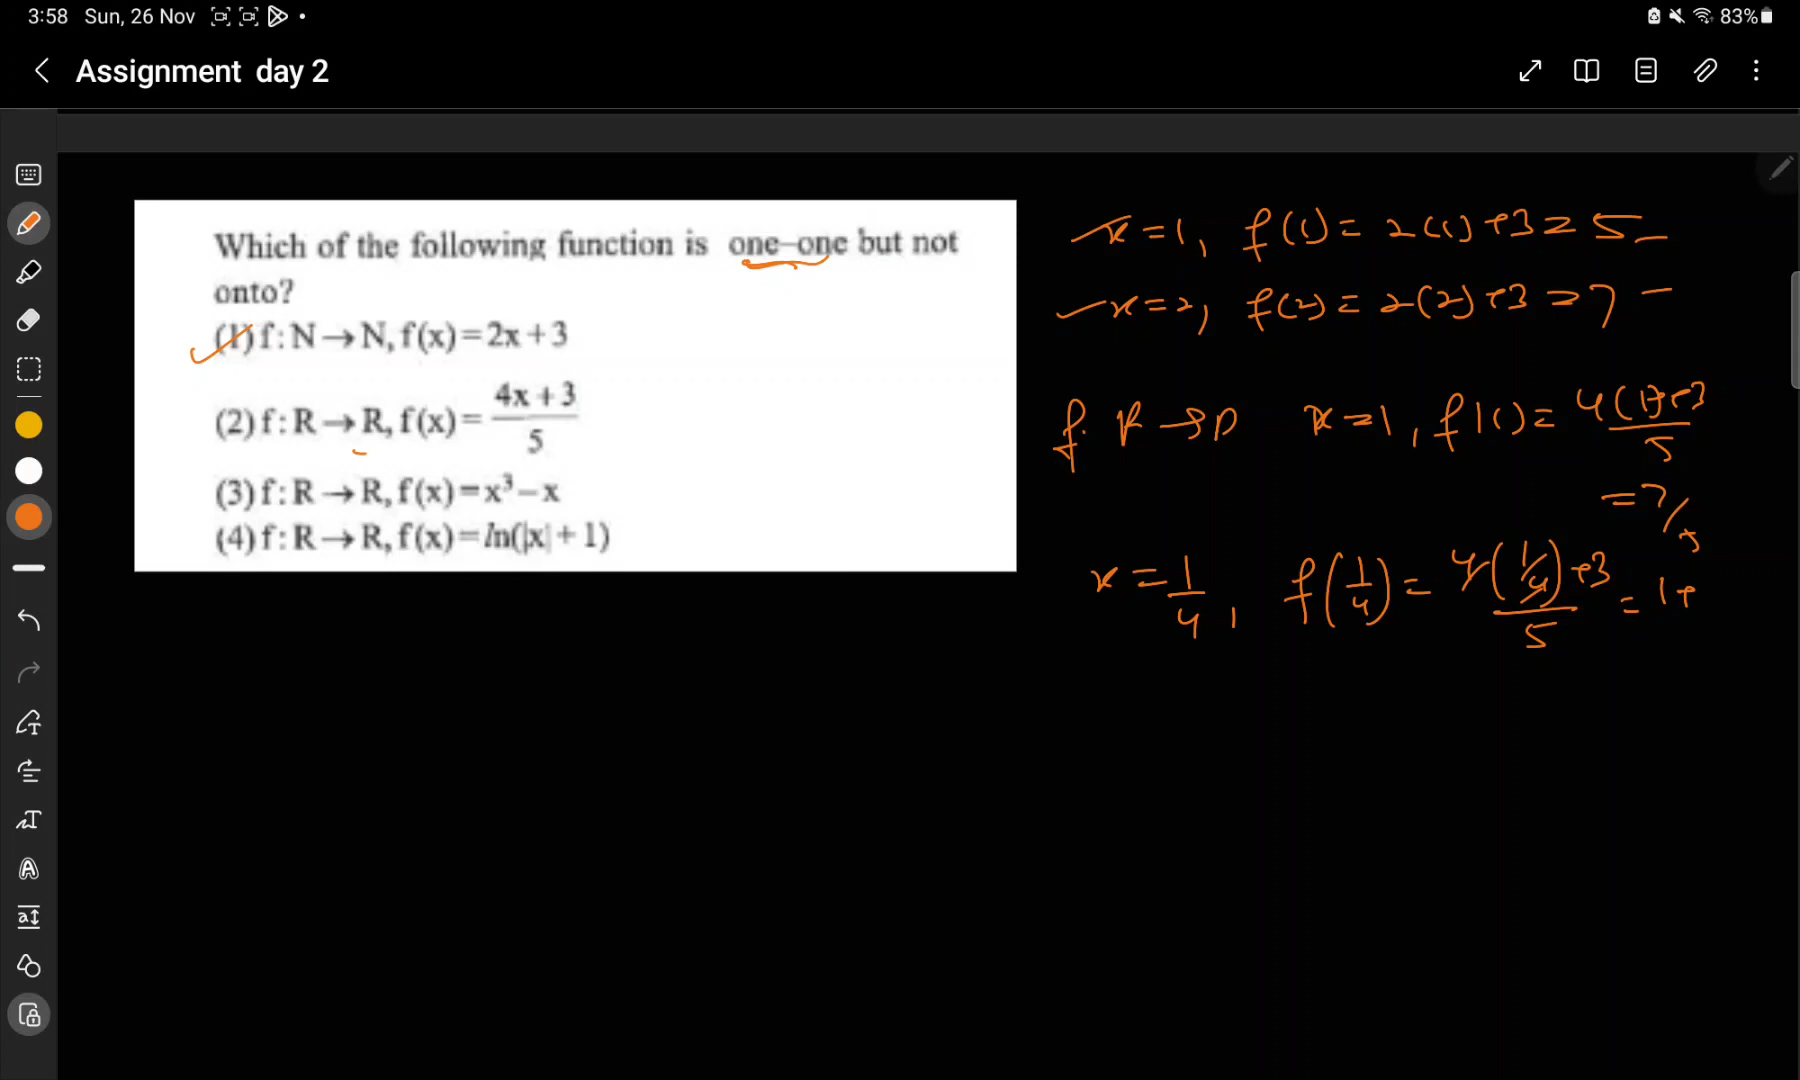 3:58 Sun, 26 Nov
83%
Assignment day 2
Which of the following function is one-one but not
onto?
(1) f: N → N, f(x) = 2x + 3
(2) f: R → R, f(x) = (4x + 3)/5
(3) f: R → R, f(x) = x³ – x
(4) f: R → R, f(x) = ln(|x| + 1)
x = 1, f(1) = 2(1) + 3 = 5
x = 2, f(2) = 2(2) + 3 = 7
x = 1, f(1) = (4(1) + 3)/5
= 7/5
x = 1/4, f(1/4) = (4(1/4) + 3)/5 = 1+